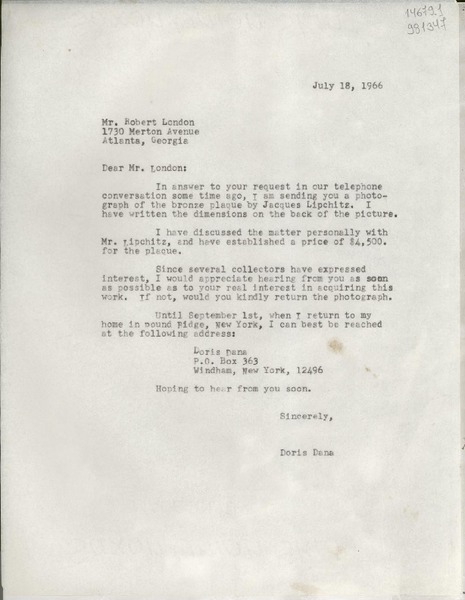 146791
991347
July 18, 1966
Mr. Robert London
1730 Merton Avenue
Atlanta, Georgia
Dear Mr. London:
In answer to your request in our telephone
conversation some time ago, I am sending you a photo-
graph of the bronze plaque by Jacques Lipchitz. I
have written the dimensions on the back of the picture.
I have discussed the matter personally with
Mr. Lipchitz, and have established a price of $4,500.
for the plaque.
Since several collectors have expressed
interest, I would appreciate hearing from you as soon
as possible as to your real interest in acquiring this
work. If not, would you kindly return the photograph.
Until September 1st, when I return to my
home in Pound Ridge, New York, I can best be reached
at the following address:
Doris Dana
P.O. Box 363
Windham, New York, 12496
Hoping to hear from you soon.
Sincerely,
Doris Dana